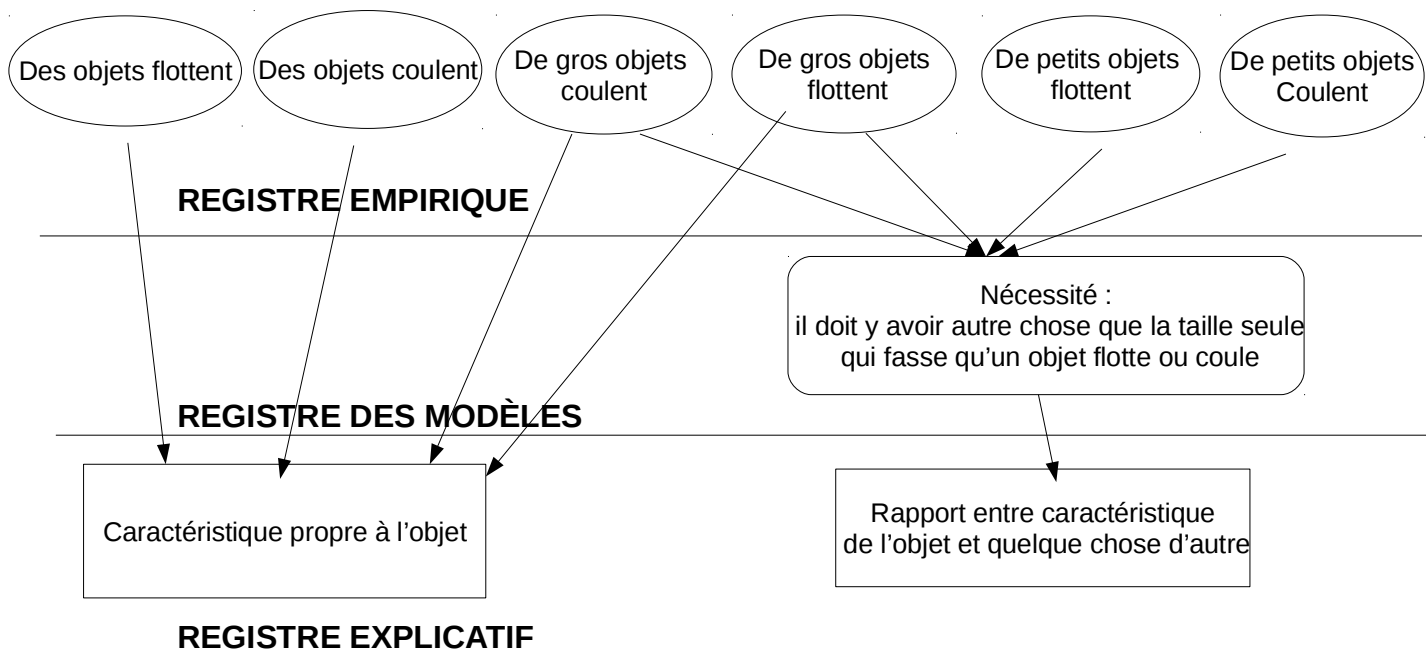 Des objets flottent
Des objets coulent
De gros objets
coulent
De gros objets
flottent
De petits objets
flottent
De petits objets
Coulent
REGISTRE EMPIRIQUE
Nécessité :
il doit y avoir autre chose que la taille seule
qui fasse qu'un objet flotte ou coule
REGISTRE DES MODÈLES
Caractéristique propre à l'objet
Rapport entre caractéristique
de l'objet et quelque chose d'autre
REGISTRE EXPLICATIF